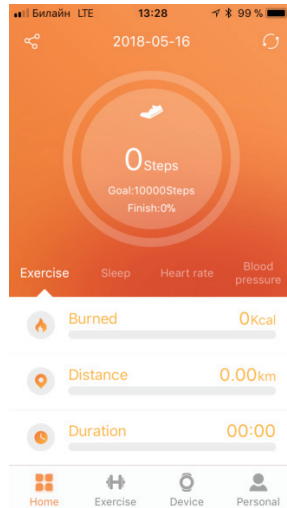 Билайн LTE 13:28 99 %
2018-05-16
0Steps
Goal:10000Steps
Finish:0%
Exercise Sleep Heart rate Blood pressure
Burned 0Kcal
Distance 0.00km
Duration 00:00
Home Exercise Device Personal